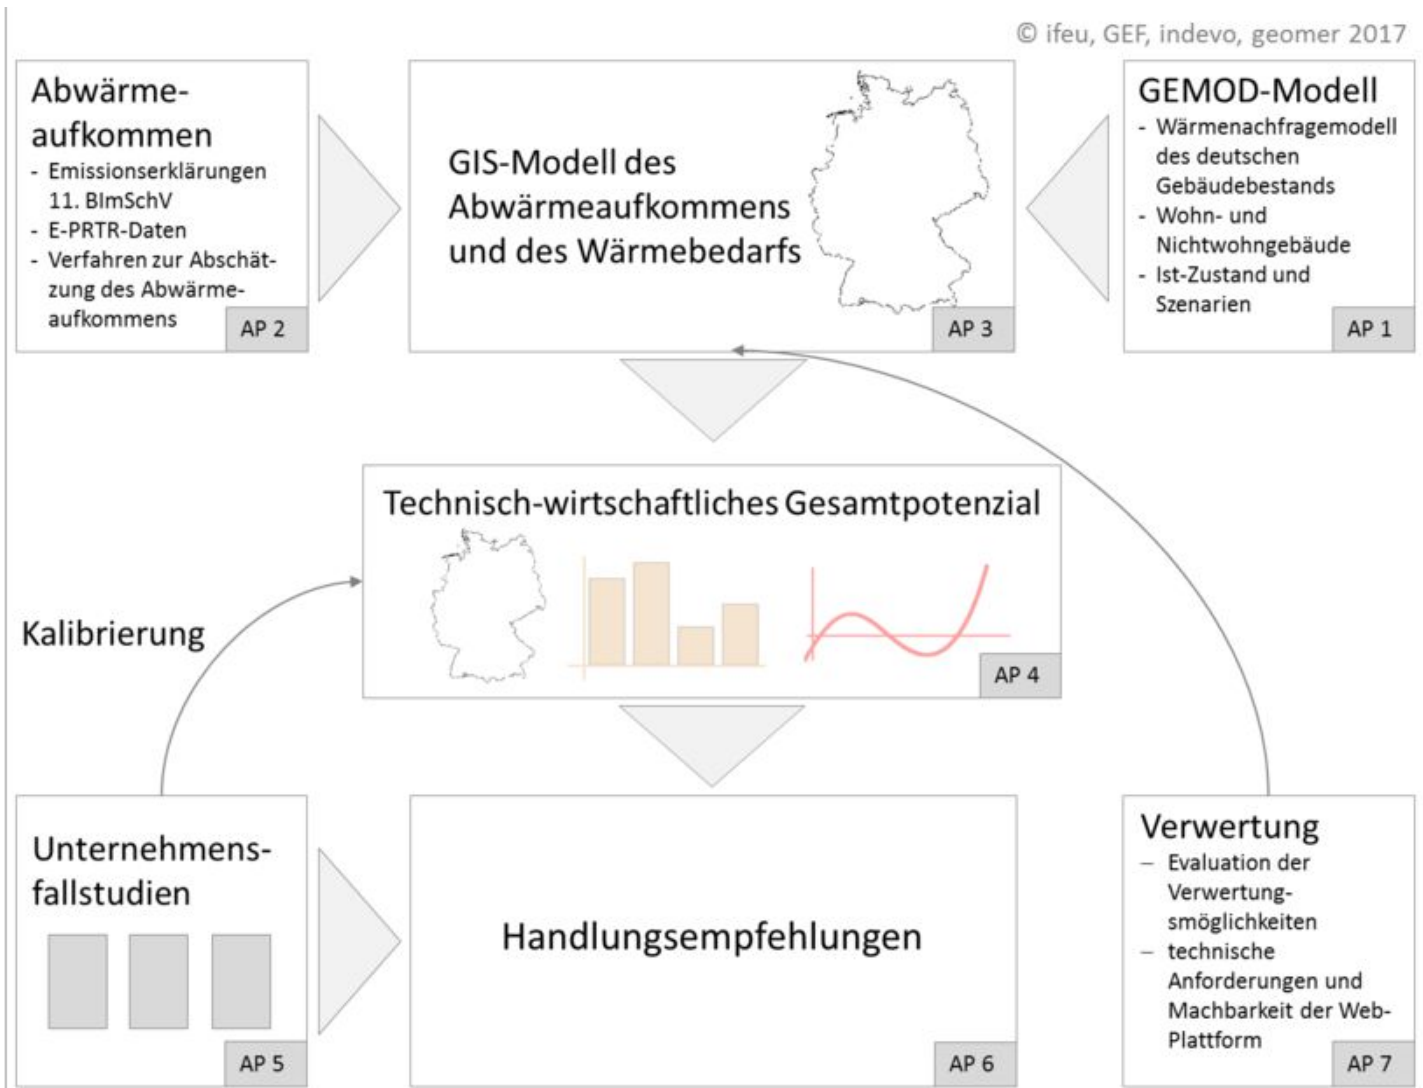 © ifeu, GEF, indevo, geomer 2017
Abwärme-
aufkommen
- Emissionserklärungen
11. BImSchV
- E-PRTR-Daten
- Verfahren zur Abschät-
zung des Abwärme-
aufkommens
AP 2
GIS-Modell des
Abwärmeaufkommens
und des Wärmebedarfs
AP 3
GEMOD-Modell
- Wärmenachfragemodell
des deutschen
Gebäudebestands
- Wohn- und
Nichtwohngebäude
- Ist-Zustand und
Szenarien
AP 1
Technisch-wirtschaftliches Gesamtpotenzial
AP 4
Kalibrierung
Unternehmens-
fallstudien
AP 5
Handlungsempfehlungen
AP 6
Verwertung
– Evaluation der
Verwertung-
smöglichkeiten
– technische
Anforderungen und
Machbarkeit der Web-
Plattform
AP 7